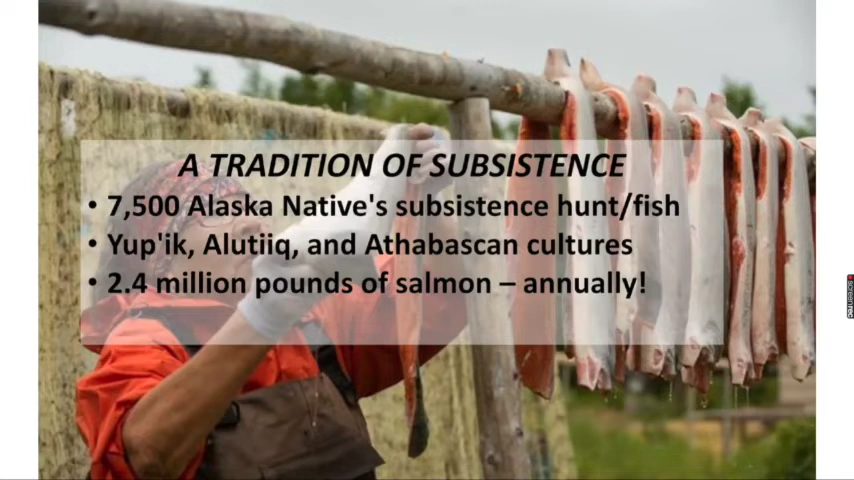 A TRADITION OF SUBSISTENCE
• 7,500 Alaska Native's subsistence hunt/fish
• Yup'ik, Alutiiq, and Athabascan cultures
• 2.4 million pounds of salmon – annually!
Screenrec